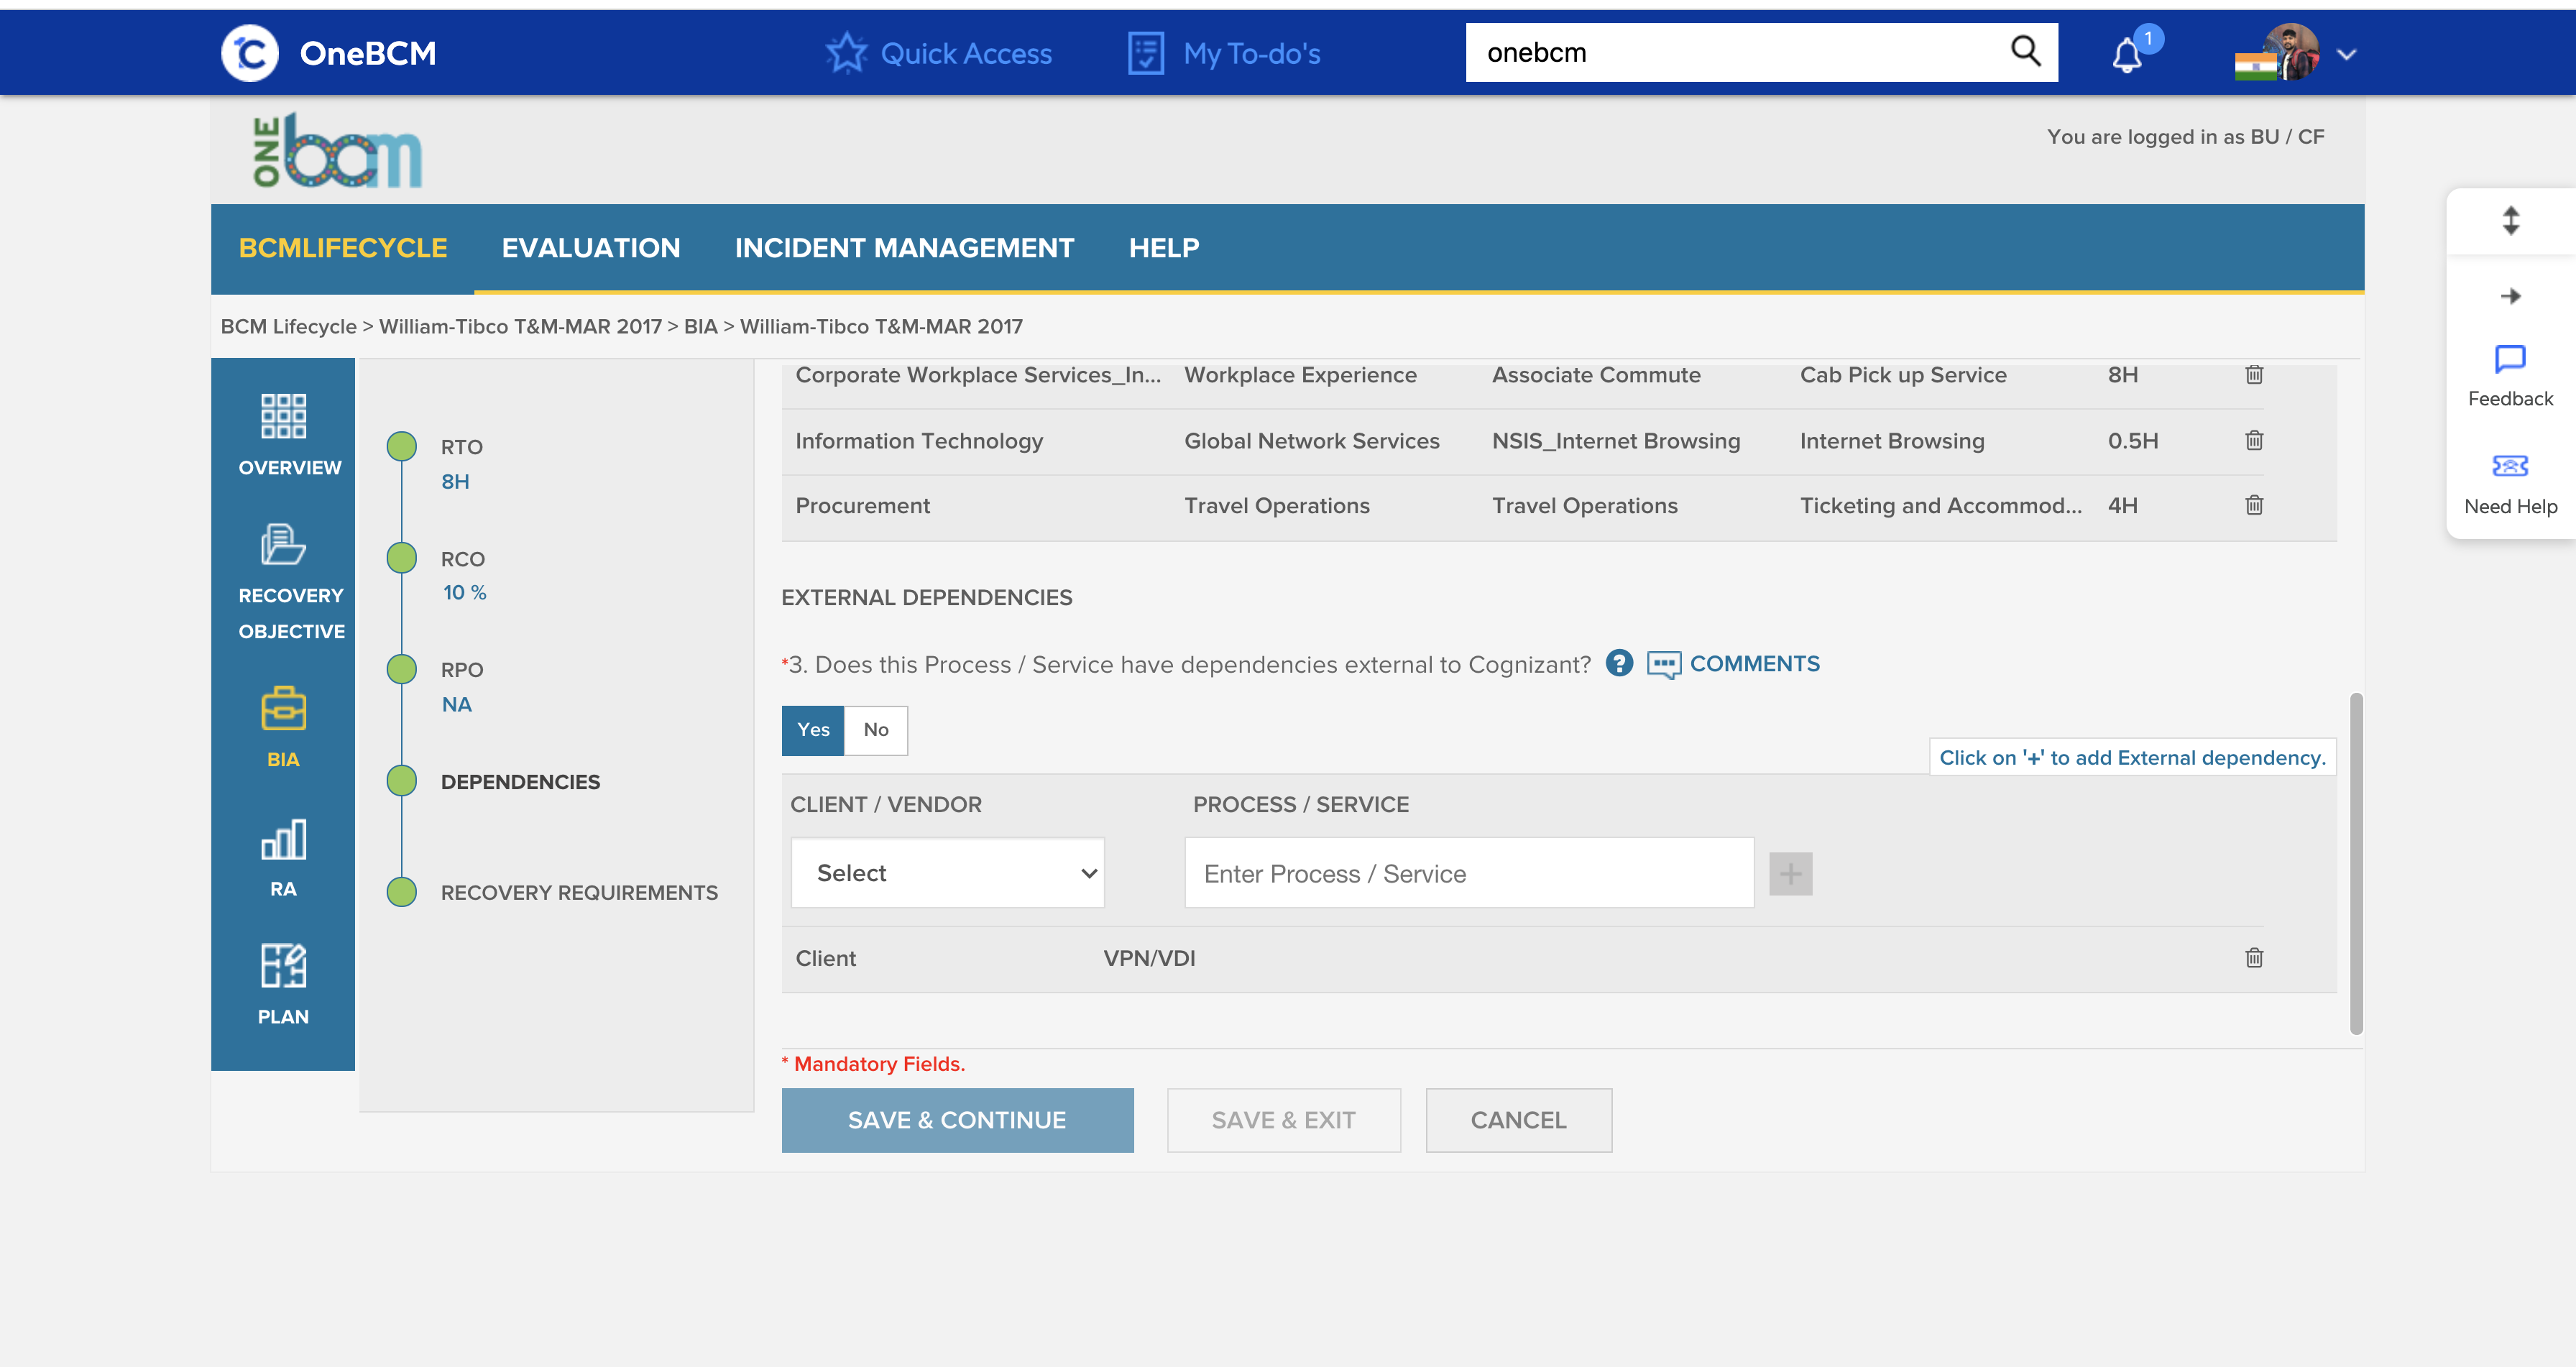 OneBCM
Quick Access
My To-do's
onebcm
1
ONE bcm
You are logged in as BU / CF
BCMLIFECYCLE EVALUATION INCIDENT MANAGEMENT HELP
BCM Lifecycle > William-Tibco T&M-MAR 2017 > BIA > William-Tibco T&M-MAR 2017
OVERVIEW
RECOVERY
OBJECTIVE
BIA
RA
PLAN
RTO
8H
RCO
10 %
RPO
NA
DEPENDENCIES
RECOVERY REQUIREMENTS
Corporate Workplace Services_In... Workplace Experience Associate Commute Cab Pick up Service 8H
Information Technology Global Network Services NSIS_Internet Browsing Internet Browsing 0.5H
Procurement Travel Operations Travel Operations Ticketing and Accommod... 4H
EXTERNAL DEPENDENCIES
*3. Does this Process / Service have dependencies external to Cognizant? ? COMMENTS
Yes No
Click on '+' to add External dependency.
CLIENT / VENDOR PROCESS / SERVICE
Select Enter Process / Service +
Client VPN/VDI
* Mandatory Fields.
SAVE & CONTINUE SAVE & EXIT CANCEL
Feedback
Need Help